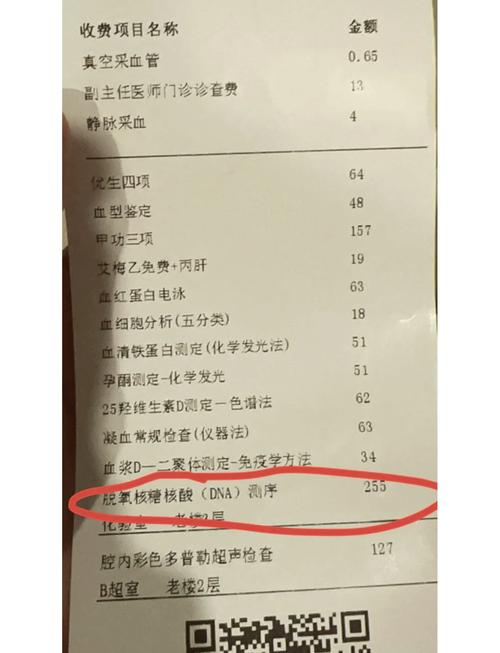 收费项目名称 金额
真空采血管 0.65
副主任医师门诊诊查费 13
静脉采血 4
优生四项 64
血型鉴定 48
甲功三项 157
艾梅乙免费+丙肝 19
血红蛋白电泳 63
血细胞分析(五分类) 18
血清铁蛋白测定(化学发光法) 51
孕酮测定-化学发光 51
25羟维生素D测定一色谱法 62
凝血常规检查(仪器法) 63
血浆D—二聚体测定-免疫学方法 34
脱氧核糖核酸（DNA）测序 255
化验室 老楼2层
腔内彩色多普勒超声检查 127
B超室 老楼2层